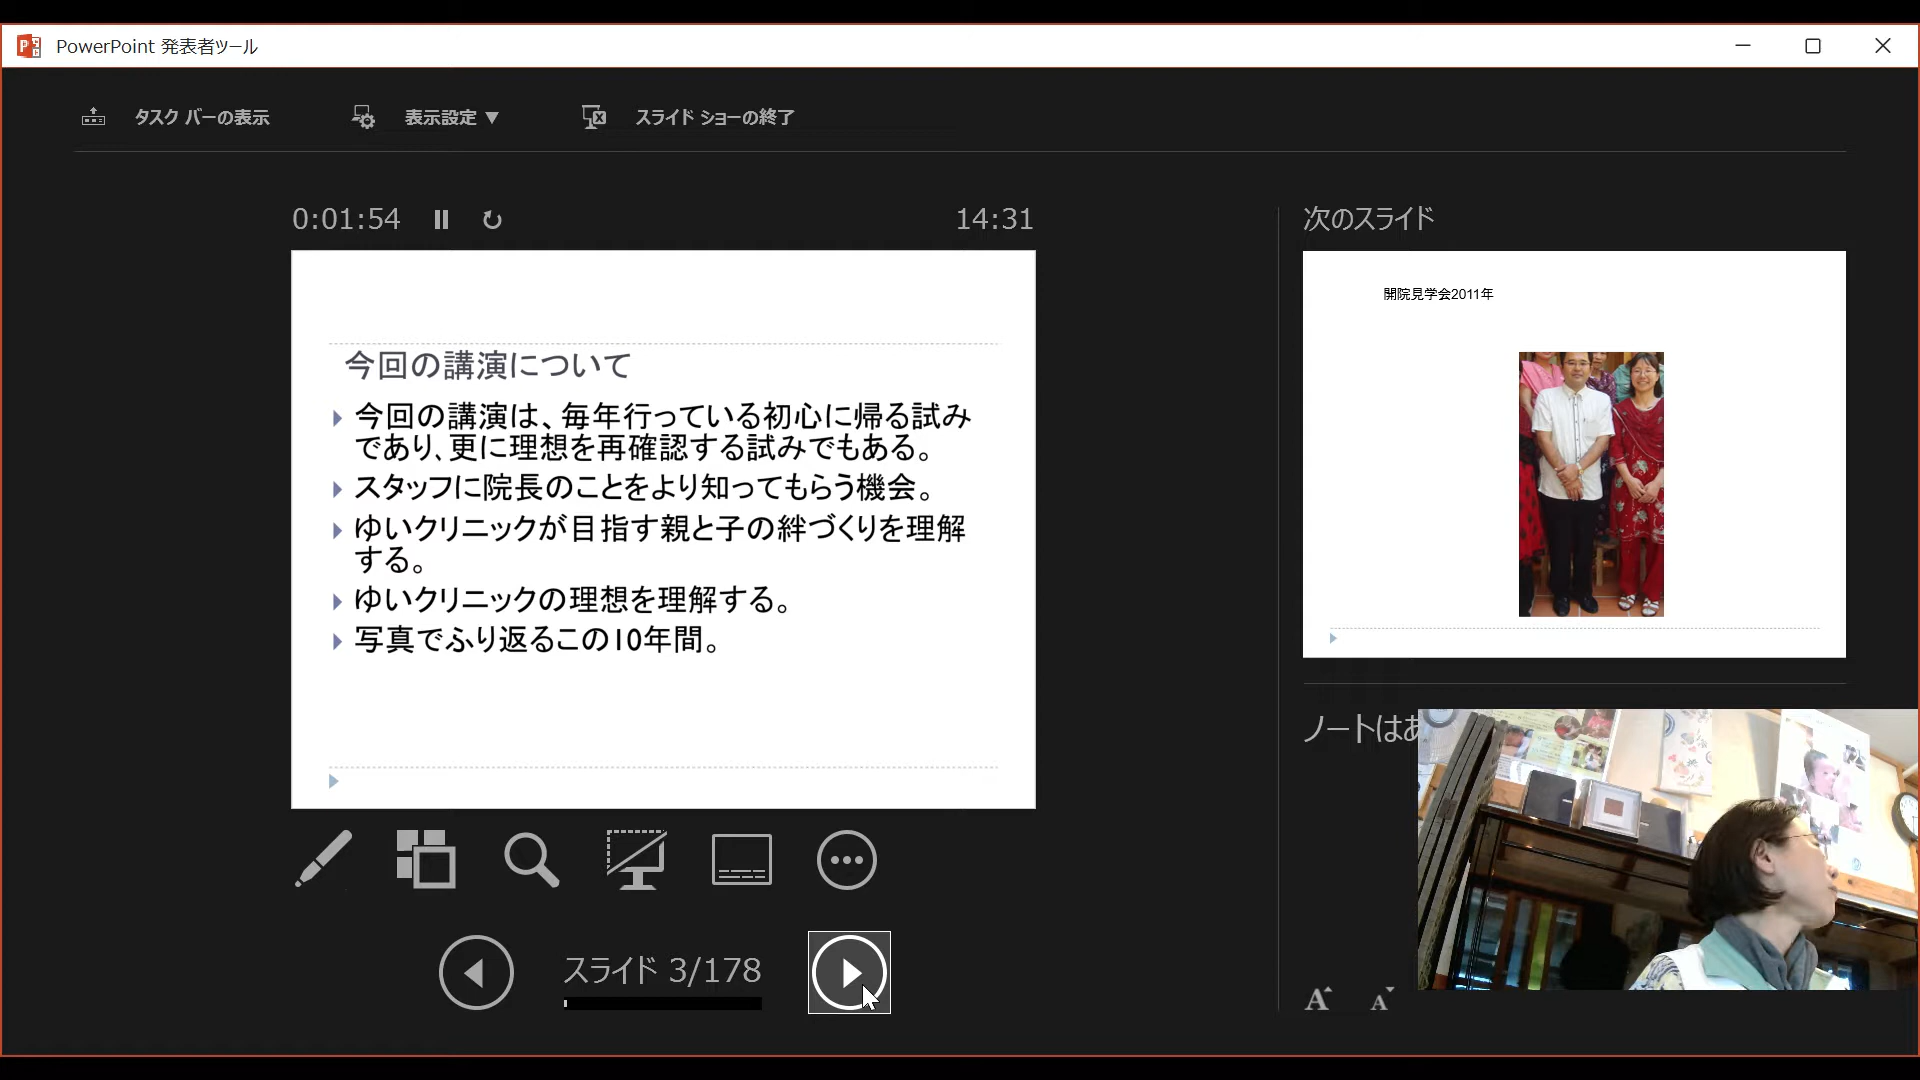 PowerPoint 発表者ツール
タスク バーの表示
表示設定 ▼
スライド ショーの終了
0:01:54
14:31
今回の講演について
今回の講演は、毎年行っている初心に帰る試み
であり、更に理想を再確認する試みでもある。
スタッフに院長のことをより知ってもらう機会。
ゆいクリニックが目指す親と子の絆づくりを理解
する。
ゆいクリニックの理想を理解する。
写真でふり返るこの10年間。
スライド 3/178
次のスライド
開院見学会2011年
ノートはあ
A
A